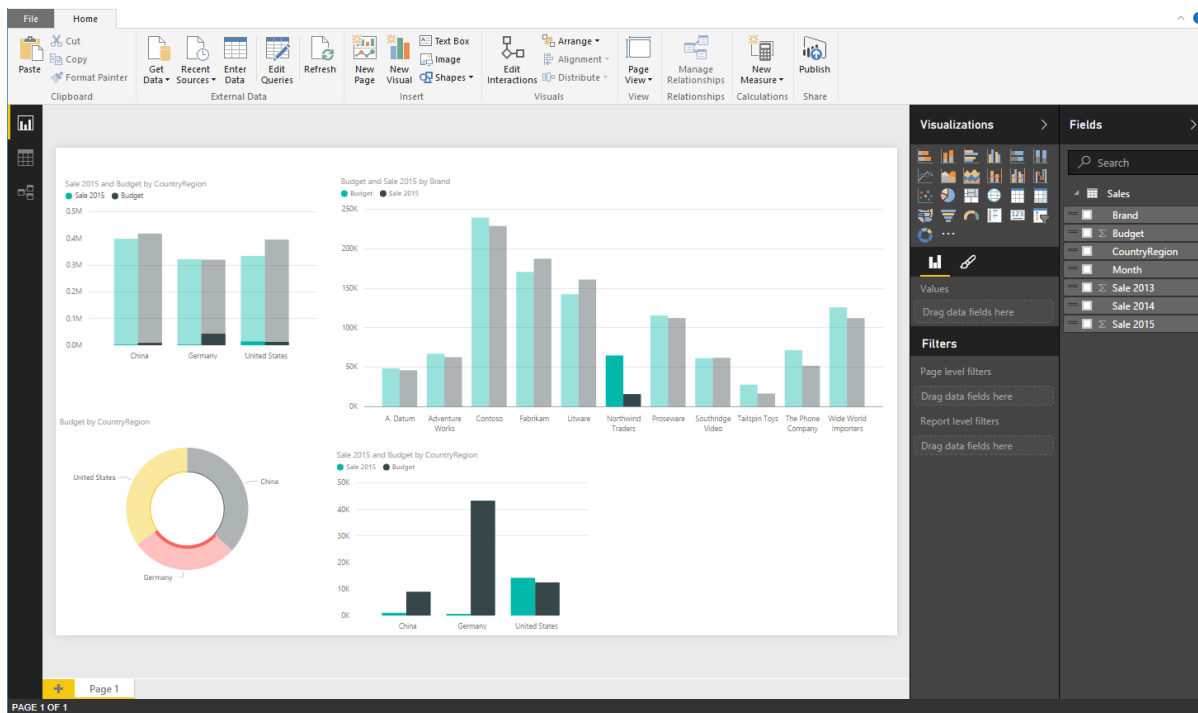 File Home
Paste
Cut
Copy
Format Painter
Clipboard
Get Data
Recent Sources
Enter Data
Edit Queries
Refresh
External Data
New Page
New Visual
Text Box
Image
Shapes
Insert
Edit Interactions
Arrange
Alignment
Distribute
Visuals
Page View
View
Manage Relationships
Relationships
New Measure
Calculations
Publish
Share
Sale 2015 and Budget by CountryRegion
Sale 2015 Budget
0.5M
0.4M
0.3M
0.2M
0.1M
0.0M
China Germany United States
Budget and Sale 2015 by Brand
Budget Sale 2015
250K
200K
150K
100K
50K
0K
A. Datum Adventure Works Contoso Fabrikam Litware Northwind Traders Proseware Southridge Video Tailspin Toys The Phone Company Wide World Importers
Budget by CountryRegion
United States
China
Germany
Sale 2015 and Budget by CountryRegion
Sale 2015 Budget
50K
40K
30K
20K
10K
0K
China Germany United States
Visualizations
123
Values
Drag data fields here
Filters
Page level filters
Drag data fields here
Report level filters
Drag data fields here
Fields
Search
Sales
Brand
Σ Budget
CountryRegion
Month
Σ Sale 2013
Sale 2014
Σ Sale 2015
Page 1
PAGE 1 OF 1